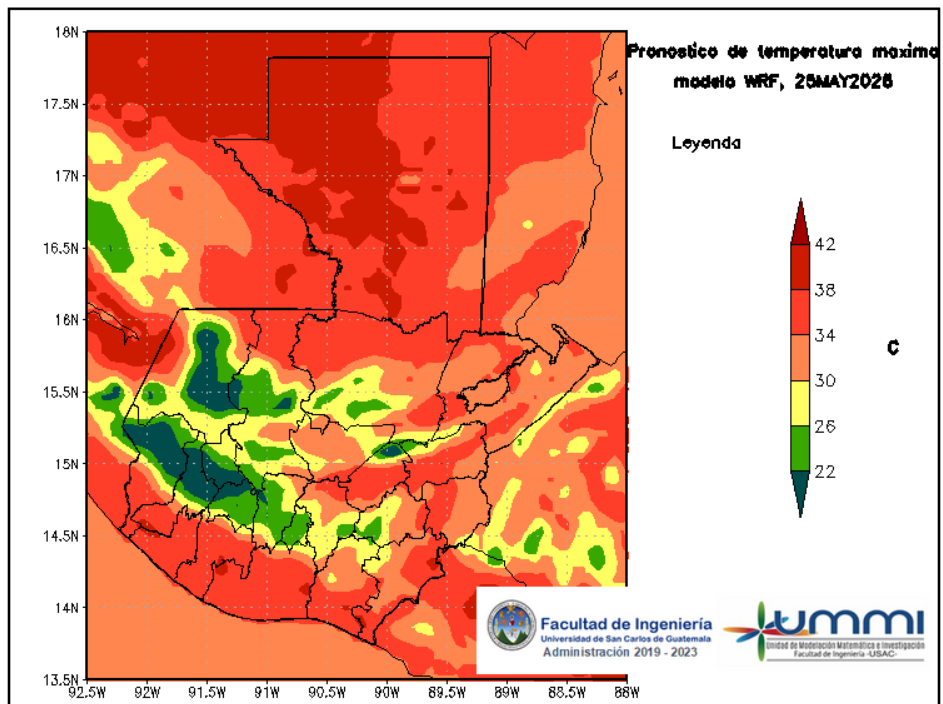 Pronostico de temperatura maxima
modelo WRF, 25MAY2026
Leyenda
18N
17.5N
17N
16.5N
16N
15.5N
15N
14.5N
14N
13.5N
92.5W
92W
91.5W
91W
90.5W
90W
89.5W
89W
88.5W
88W
42
38
34
30
26
22
C
Facultad de Ingeniería
Universidad de San Carlos de Guatemala
Administración 2019 - 2023
UMMI
Unidad de Modelación Matemática e Investigación
Facultad de Ingeniería -USAC-